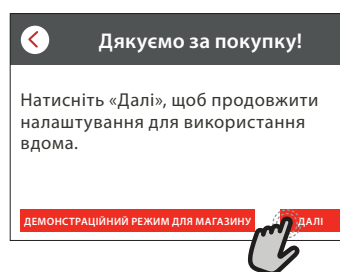 Дякуємо за покупку!
Натисніть «Далі», щоб продовжити
налаштування для використання
вдома.
ДЕМОНСТРАЦІЙНИЙ РЕЖИМ ДЛЯ МАГАЗИНУ
ДАЛІ